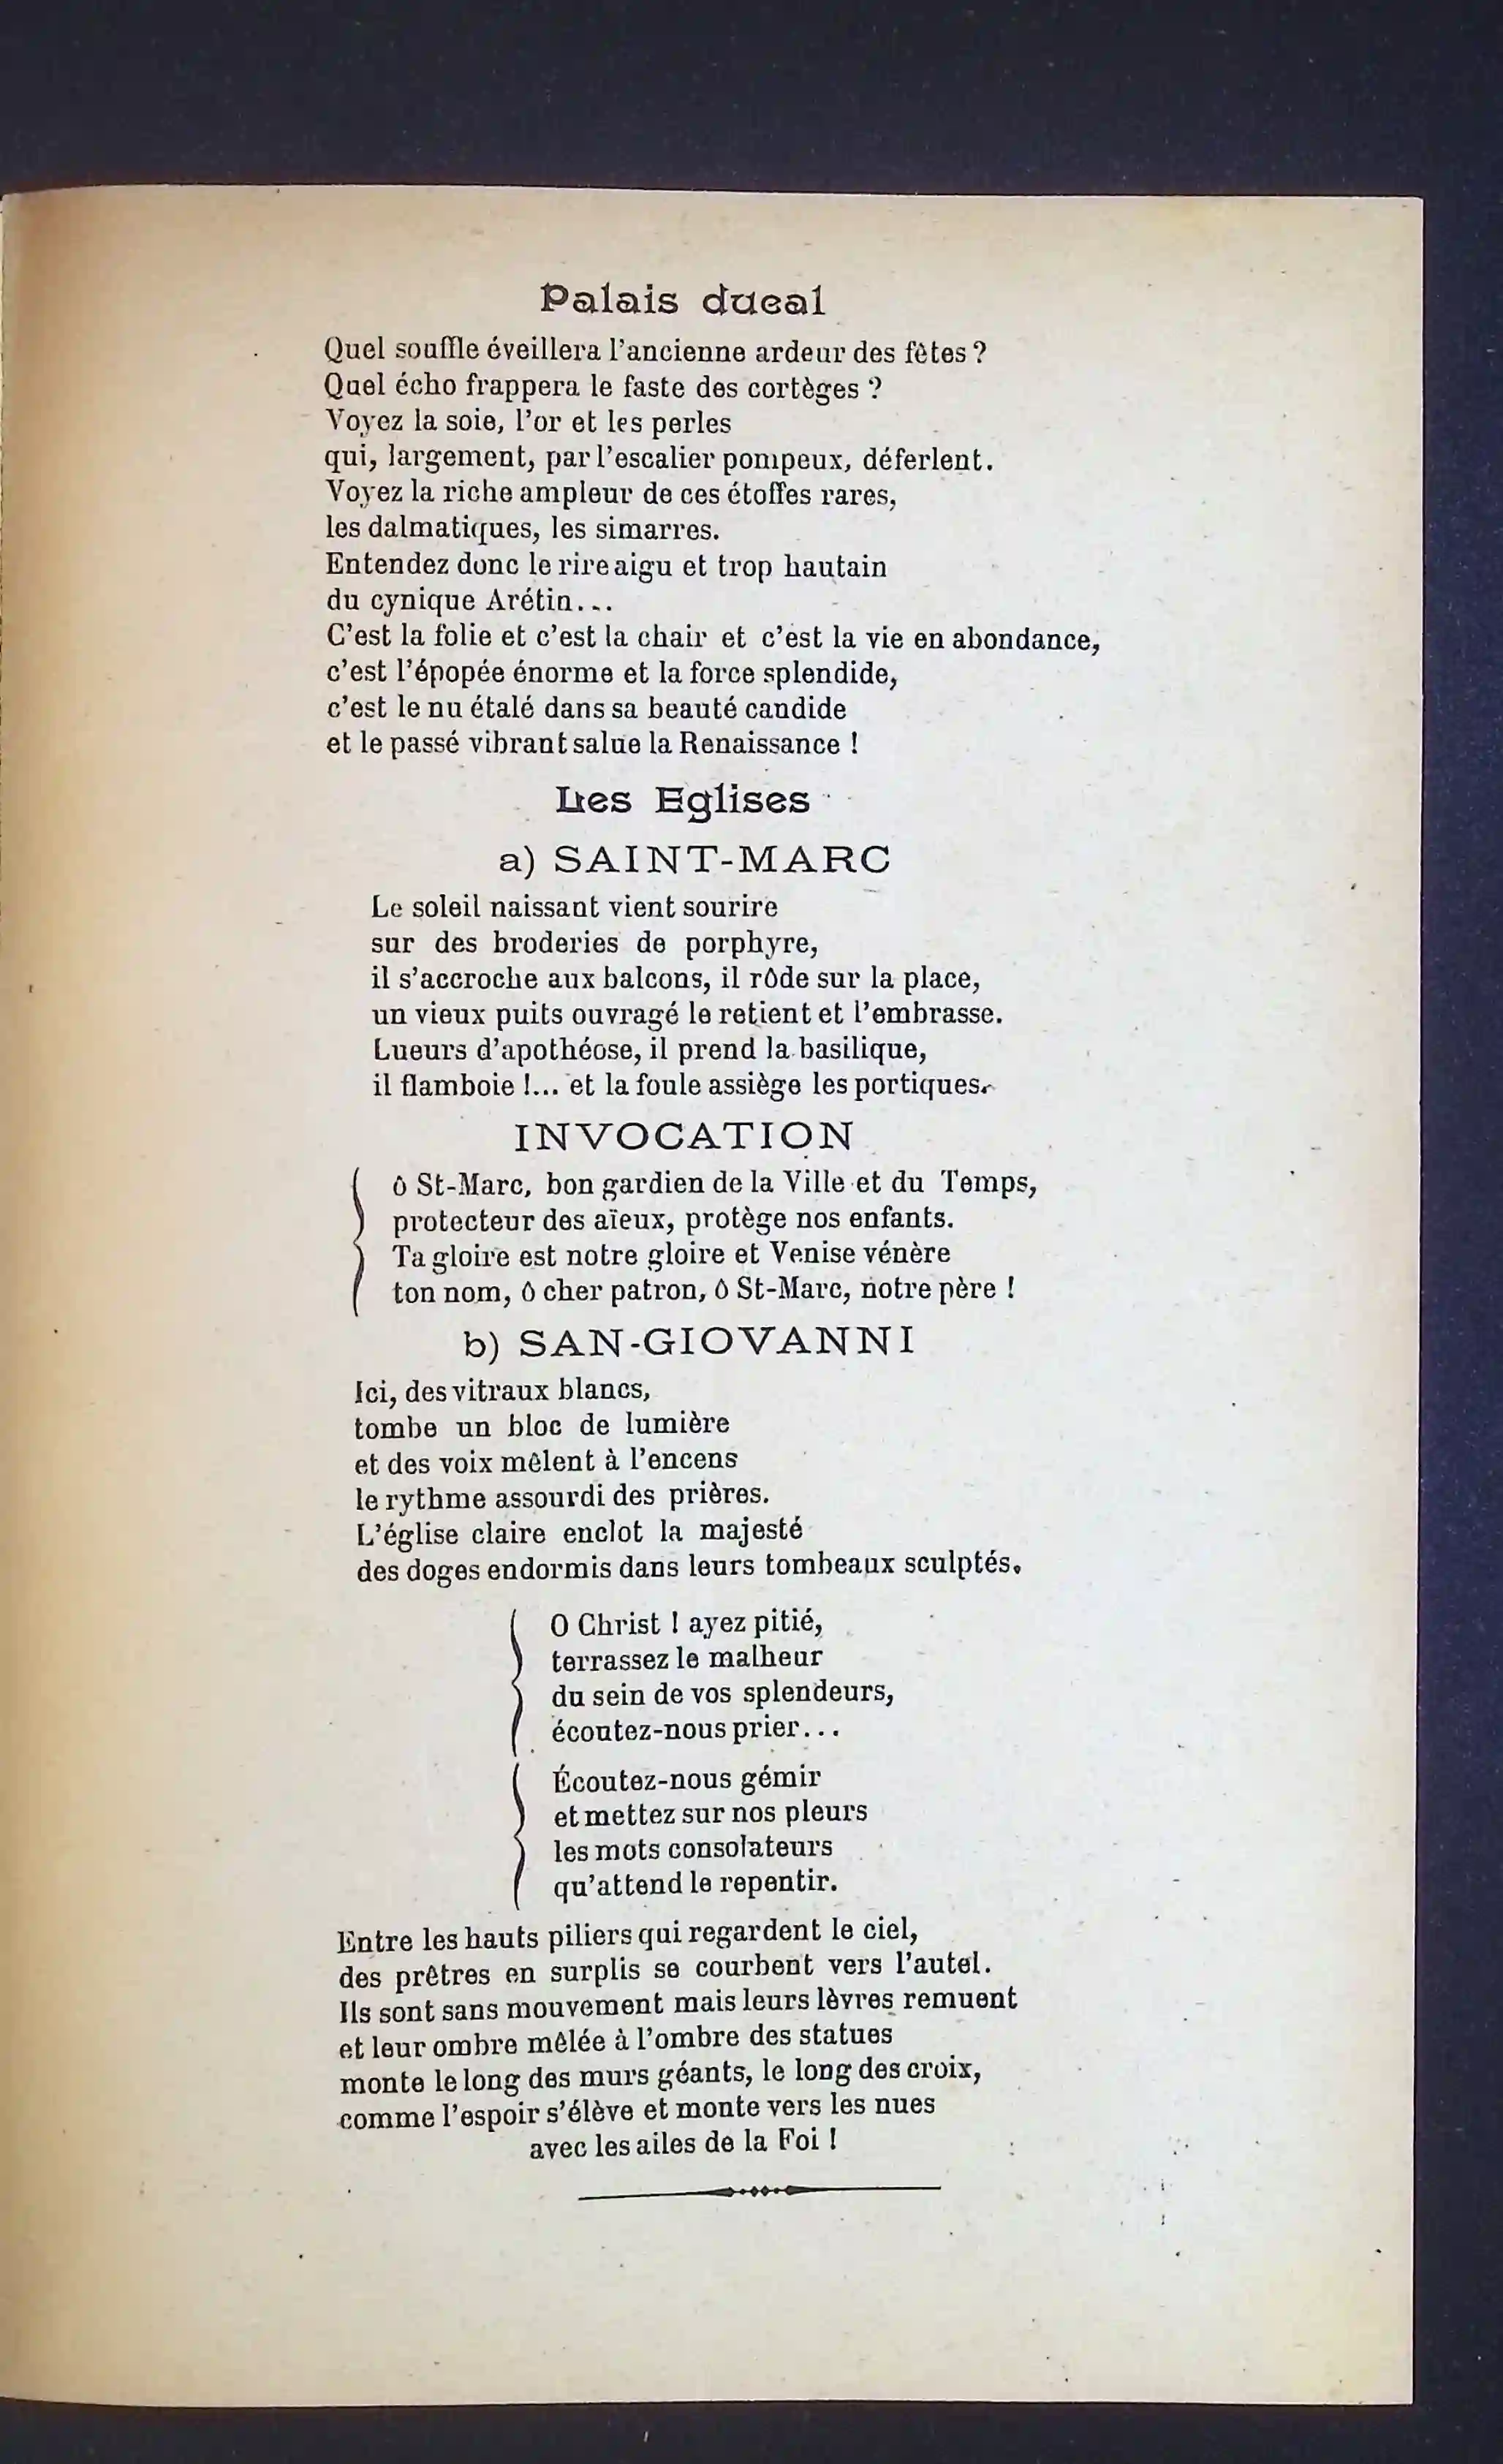 Palais ducal
Quel souffle éveillera l'ancienne ardeur des fêtes ?
Quel écho frappera le faste des cortèges ?
Voyez la soie, l'or et les perles
qui, largement, par l'escalier pompeux, déferlent.
Voyez la riche ampleur de ces étoffes rares,
les dalmatiques, les simarres.
Entendez donc le rire aigu et trop hautain
du cynique Arétin...
C'est la folie et c'est la chair et c'est la vie en abondance,
c'est l'épopée énorme et la force splendide,
c'est le nu étalé dans sa beauté candide
et le passé vibrant salue la Renaissance !
Les Eglises
a) SAINT-MARC
Le soleil naissant vient sourire
sur des broderies de porphyre,
il s'accroche aux balcons, il rôde sur la place,
un vieux puits ouvragé le retient et l'embrasse.
Lueurs d'apothéose, il prend la basilique,
il flamboie !... et la foule assiège les portiques.
INVOCATION
ô St-Marc, bon gardien de la Ville et du Temps,
protecteur des aïeux, protège nos enfants.
Ta gloire est notre gloire et Venise vénère
ton nom, ô cher patron, ô St-Marc, notre père !
b) SAN-GIOVANNI
Ici, des vitraux blancs,
tombe un bloc de lumière
et des voix mêlent à l'encens
le rythme assourdi des prières.
L'église claire enclot la majesté
des doges endormis dans leurs tombeaux sculptés.
O Christ ! ayez pitié,
terrassez le malheur
du sein de vos splendeurs,
écoutez-nous prier...
Écoutez-nous gémir
et mettez sur nos pleurs
les mots consolateurs
qu'attend le repentir.
Entre les hauts piliers qui regardent le ciel,
des prêtres en surplis se courbent vers l'autel.
Ils sont sans mouvement mais leurs lèvres remuent
et leur ombre mêlée à l'ombre des statues
monte le long des murs géants, le long des croix,
comme l'espoir s'élève et monte vers les nues
avec les ailes de la Foi !